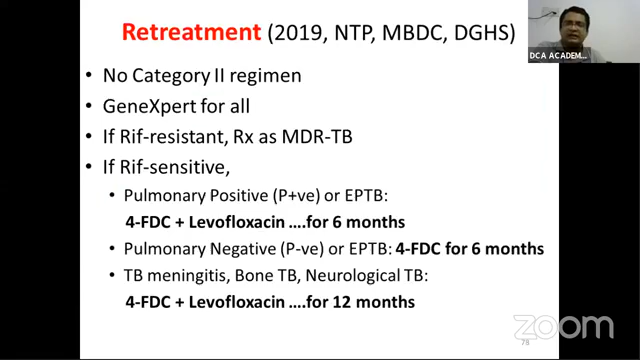 Retreatment (2019, NTP, MBDC, DGHS)
• No Category II regimen
• GeneXpert for all
• If Rif-resistant, Rx as MDR-TB
• If Rif-sensitive,
• Pulmonary Positive (P+ve) or EPTB:
4-FDC + Levofloxacin ….for 6 months
• Pulmonary Negative (P-ve) or EPTB: 4-FDC for 6 months
• TB meningitis, Bone TB, Neurological TB:
4-FDC + Levofloxacin ….for 12 months
DCA ACADEM...
zoom
78